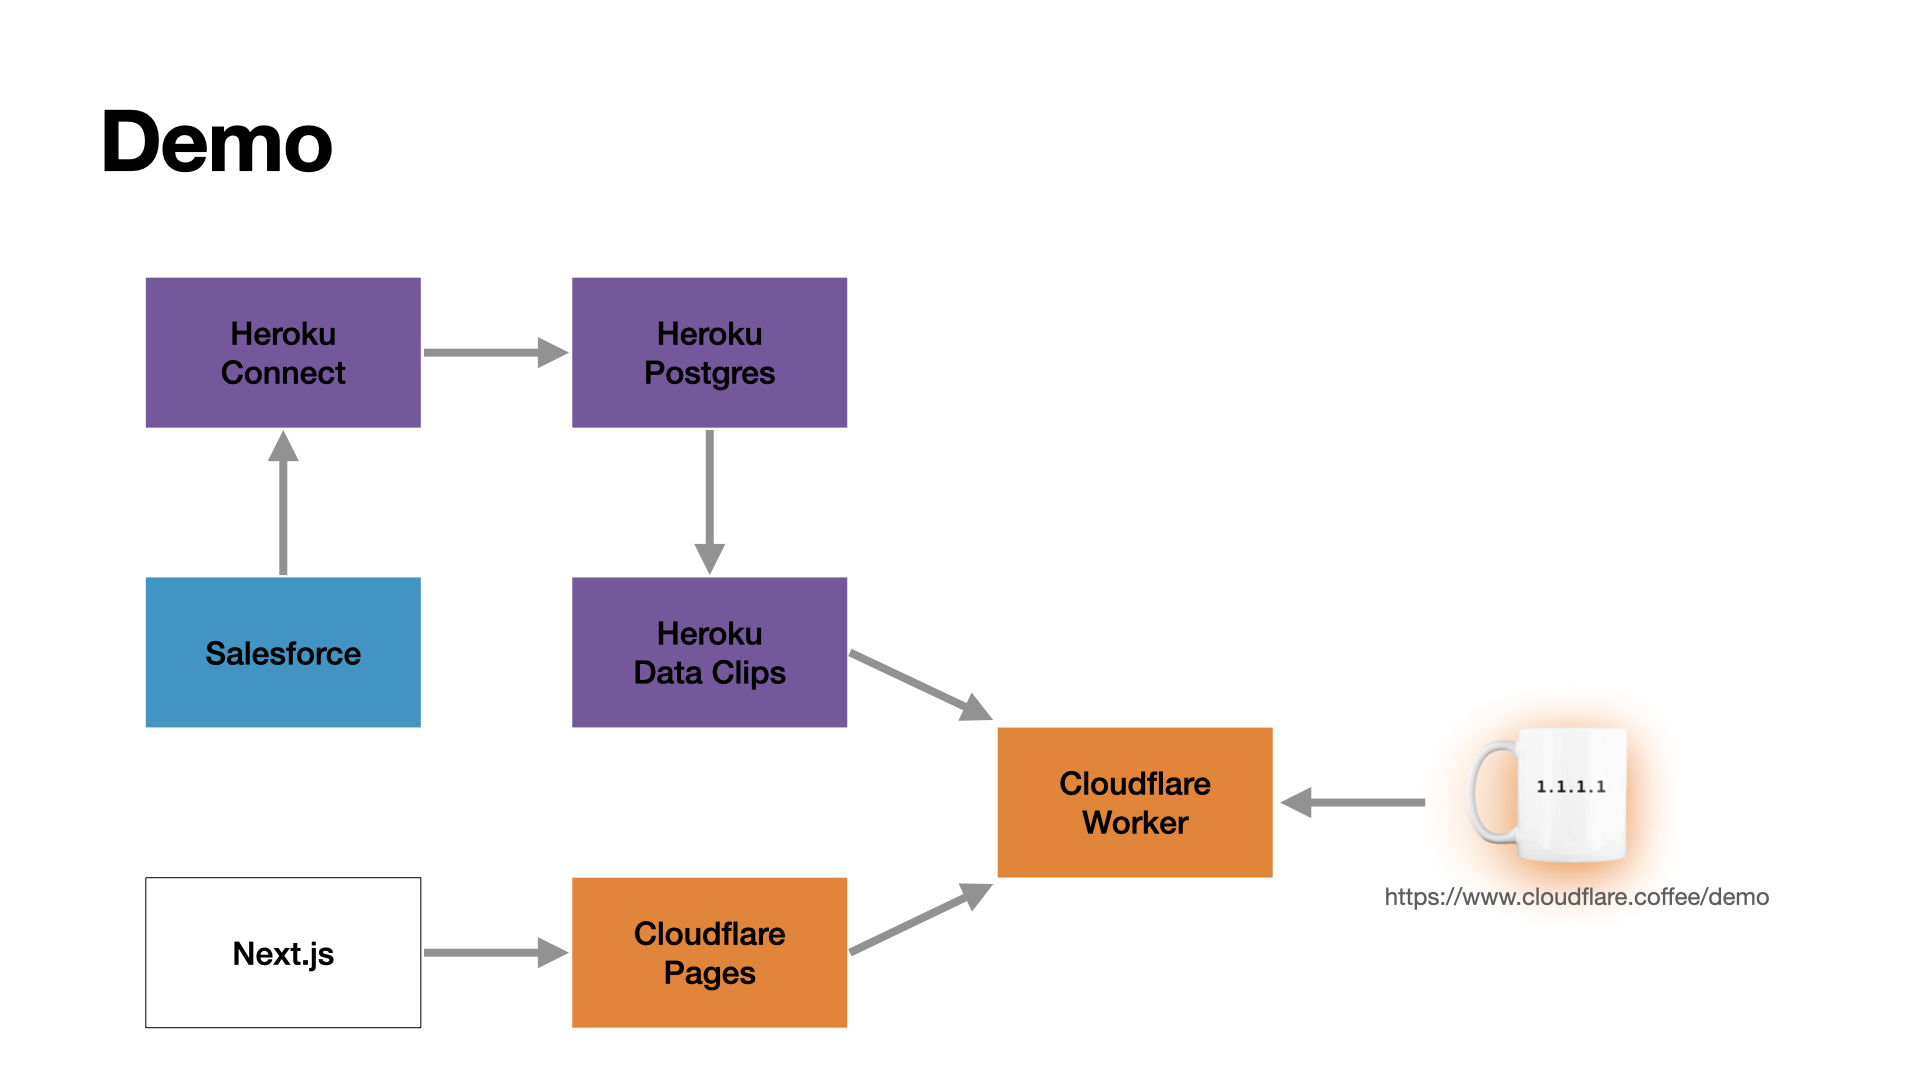 Demo
Heroku
Connect
Heroku
Postgres
Salesforce
Heroku
Data Clips
Cloudflare
Worker
1.1.1.1
https://www.cloudflare.coffee/demo
Next.js
Cloudflare
Pages